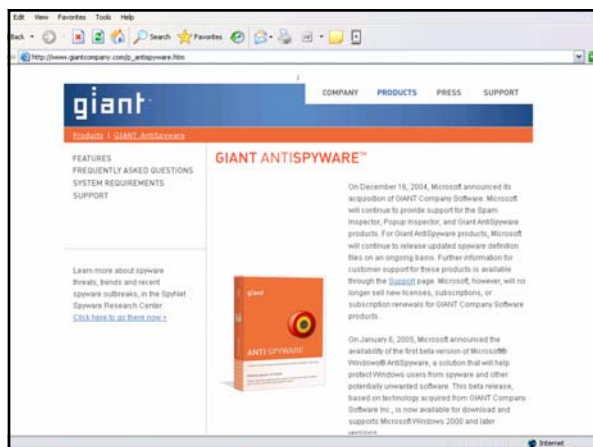 Edit View Favorites Tools Help
Back Search Favorites
http://www.giantcompany.com/p_antispyware.htm
giant
COMPANY PRODUCTS PRESS SUPPORT
Products | GIANT AntiSpyware
FEATURES
FREQUENTLY ASKED QUESTIONS
SYSTEM REQUIREMENTS
SUPPORT
Learn more about spyware
threats, trends and recent
spyware outbreaks, in the SpyNet
Spyware Research Center.
Click here to go there now »
GIANT ANTISPYWARE™
On December 16, 2004, Microsoft announced its
acquisition of GIANT Company Software. Microsoft
will continue to provide support for the Spam
Inspector, Popup Inspector, and Giant AntiSpyware
products. For Giant AntiSpyware products, Microsoft
will continue to release updated spyware definition
files on an ongoing basis. Further information for
customer support for these products is available
through the Support page. Microsoft, however, will no
longer sell new licenses, subscriptions, or
subscription renewals for GIANT Company Software
products.
On January 6, 2005, Microsoft announced the
availability of the first beta version of Microsoft®
Windows® AntiSpyware, a solution that will help
protect Windows users from spyware and other
potentially unwanted software. This beta release,
based on technology acquired from GIANT Company
Software Inc., is now available for download and
supports Microsoft Windows 2000 and later
versions.
giant
ANTI SPYWARE
Internet